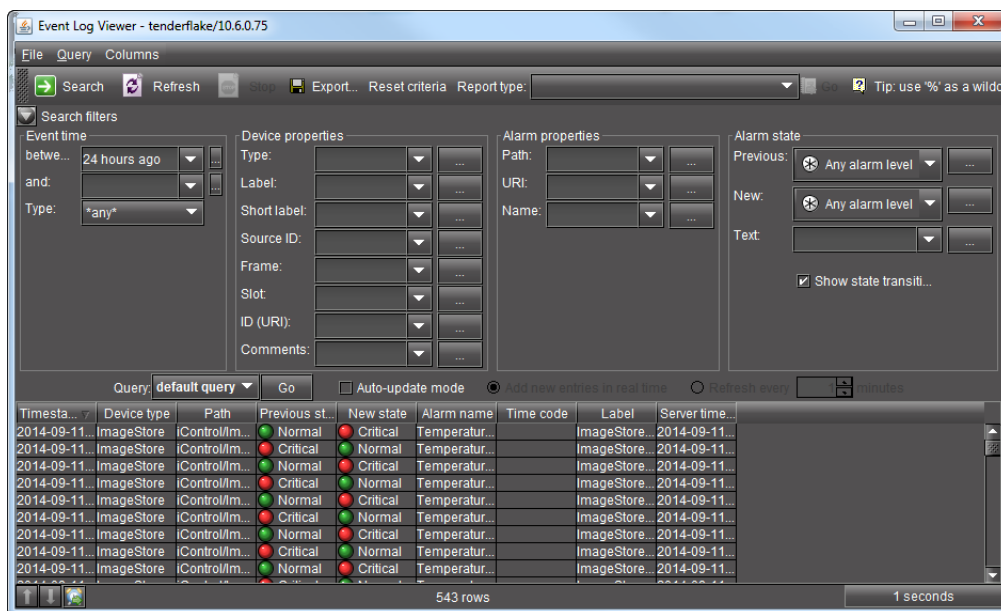 Event Log Viewer - tenderflake/10.6.0.75
File Query Columns
Search Refresh Stop Export... Reset criteria Report type: Go Tip: use '%' as a wildc
Search filters
Event time
betwe... 24 hours ago ...
and: ...
Type: *any*
Device properties
Type: ...
Label: ...
Short label: ...
Source ID: ...
Frame: ...
Slot: ...
ID (URI): ...
Comments: ...
Alarm properties
Path: ...
URI: ...
Name: ...
Alarm state
Previous: Any alarm level ...
New: Any alarm level ...
Text: ...
Show state transiti...
Query: default query Go Auto-update mode Add new entries in real time Refresh every 1 minutes
Timesta... Device type Path Previous st... New state Alarm name Time code Label Server time...
2014-09-11... ImageStore iControl/Im... Normal Critical Temperatur... ImageStore... 2014-09-11...
2014-09-11... ImageStore iControl/Im... Critical Normal Temperatur... ImageStore... 2014-09-11...
2014-09-11... ImageStore iControl/Im... Normal Critical Temperatur... ImageStore... 2014-09-11...
2014-09-11... ImageStore iControl/Im... Critical Normal Temperatur... ImageStore... 2014-09-11...
2014-09-11... ImageStore iControl/Im... Normal Critical Temperatur... ImageStore... 2014-09-11...
2014-09-11... ImageStore iControl/Im... Critical Normal Temperatur... ImageStore... 2014-09-11...
2014-09-11... ImageStore iControl/Im... Normal Critical Temperatur... ImageStore... 2014-09-11...
2014-09-11... ImageStore iControl/Im... Critical Normal Temperatur... ImageStore... 2014-09-11...
2014-09-11... ImageStore iControl/Im... Normal Critical Temperatur... ImageStore... 2014-09-11...
543 rows 1 seconds